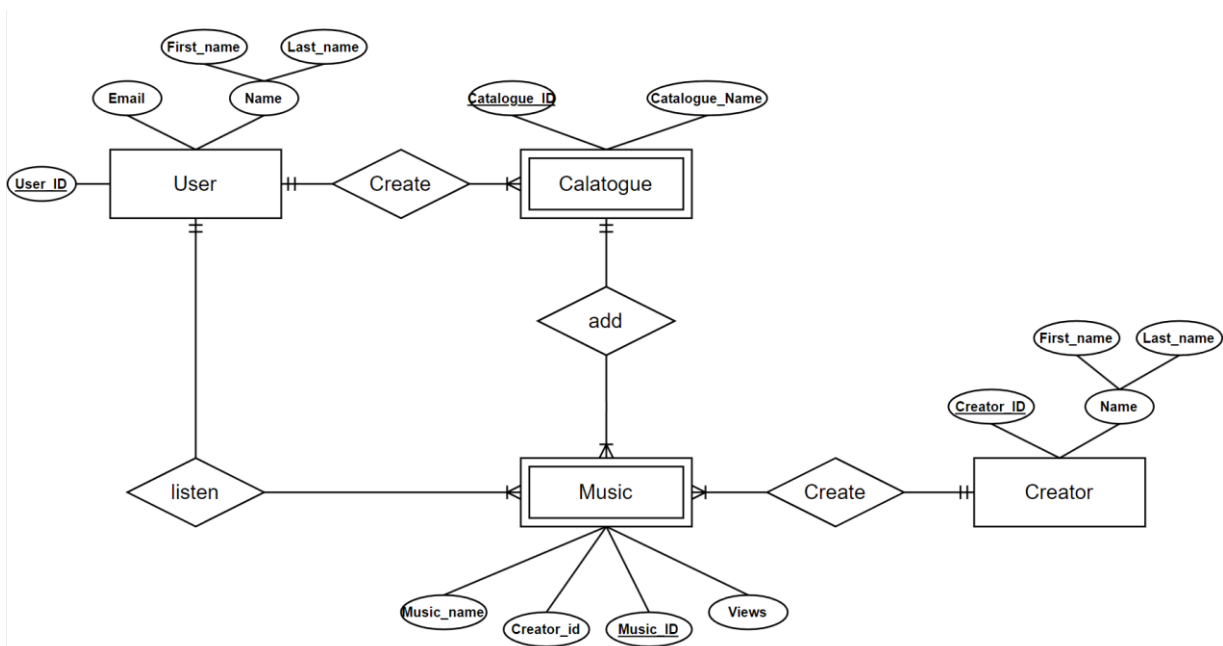 First_name
Last_name
Email
Name
Catalogue_ID
Catalogue_Name
User_ID
User
Create
Calatogue
add
First_name
Last_name
Creator_ID
Name
listen
Music
Create
Creator
Music_name
Creator_id
Music_ID
Views